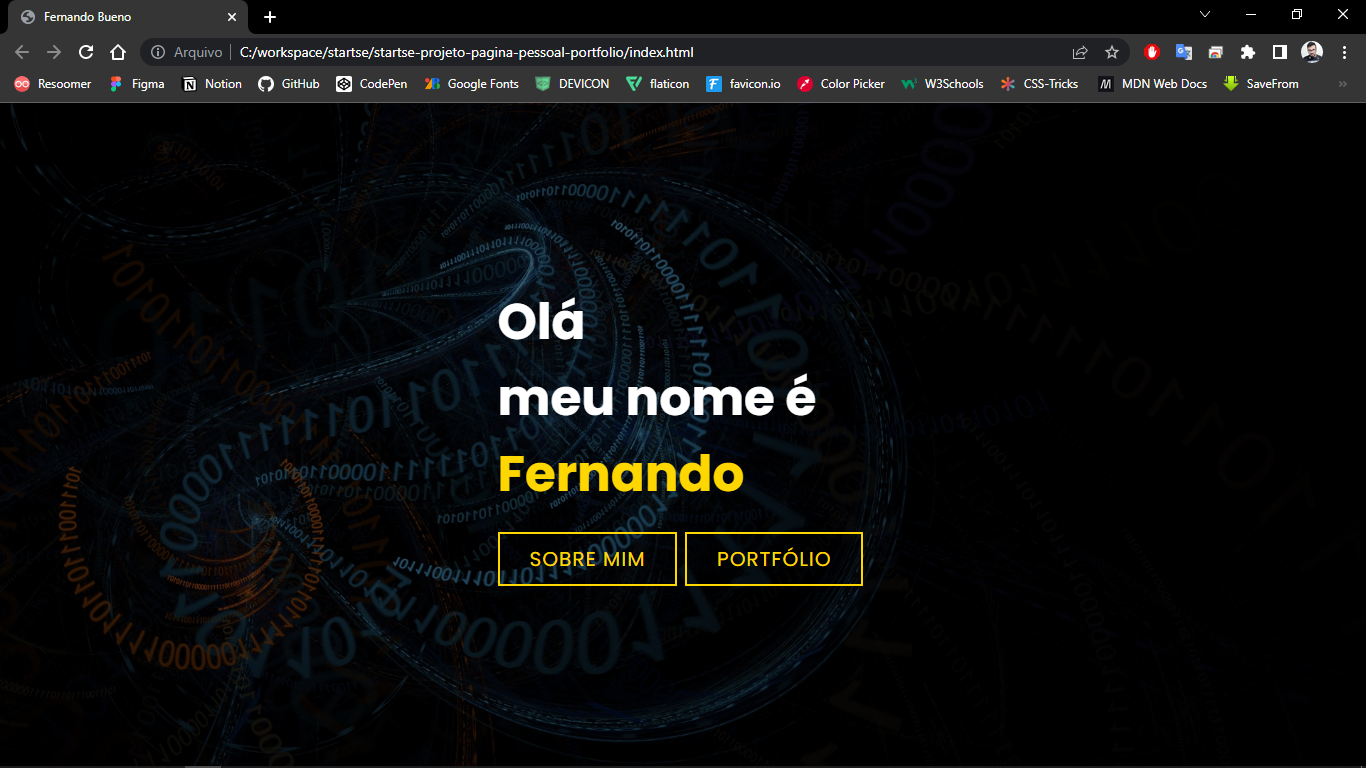 Fernando Bueno
Arquivo C:/workspace/startse/startse-projeto-pagina-pessoal-portfolio/index.html
Resoomer Figma Notion GitHub CodePen Google Fonts DEVICON flaticon favicon.io Color Picker W3Schools CSS-Tricks MDN Web Docs SaveFrom
Olá
meu nome é
Fernando
SOBRE MIM PORTFÓLIO